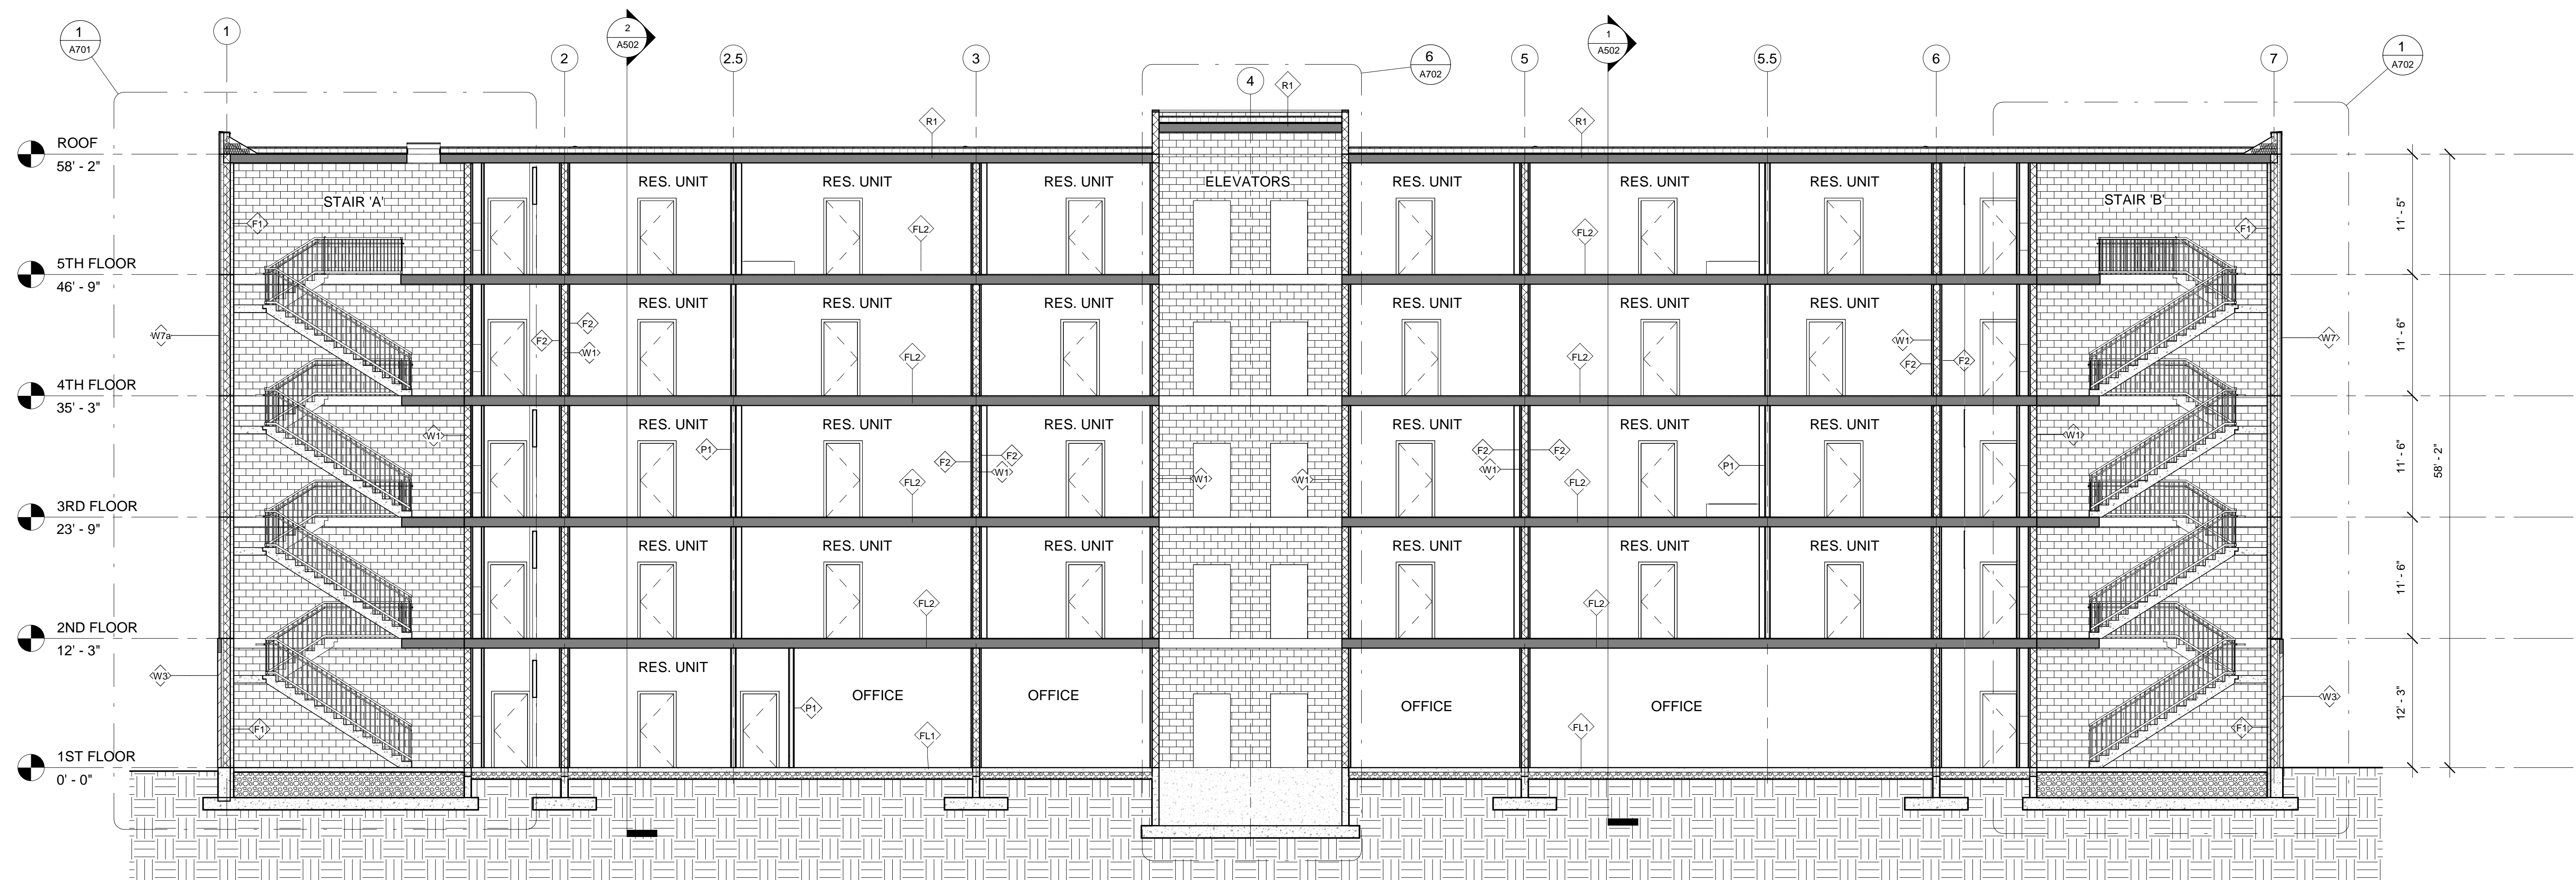 1
A701
1
2
2
A502
2.5
3
4
6
A702
5
1
A502
5.5
6
7
1
A702
R1
R1
R1
ROOF
58' - 2"
STAIR 'A'
RES. UNIT
RES. UNIT
RES. UNIT
ELEVATORS
RES. UNIT
RES. UNIT
RES. UNIT
STAIR 'B'
11' - 5"
F1
FL2
FL2
F1
5TH FLOOR
46' - 9"
RES. UNIT
RES. UNIT
RES. UNIT
RES. UNIT
RES. UNIT
RES. UNIT
11' - 6"
W7a
F2
F2
W1
FL2
FL2
W1
F2
F2
W7
4TH FLOOR
35' - 3"
RES. UNIT
RES. UNIT
RES. UNIT
RES. UNIT
RES. UNIT
RES. UNIT
11' - 6"
58' - 2"
W1
P1
F2
F2
W1
FL2
W1
W1
F2
F2
W1
FL2
P1
W1
3RD FLOOR
23' - 9"
RES. UNIT
RES. UNIT
RES. UNIT
RES. UNIT
RES. UNIT
RES. UNIT
11' - 6"
FL2
FL2
2ND FLOOR
12' - 3"
RES. UNIT
OFFICE
OFFICE
OFFICE
OFFICE
12' - 3"
W3
W3
F1
P1
FL1
FL1
F1
1ST FLOOR
0' - 0"